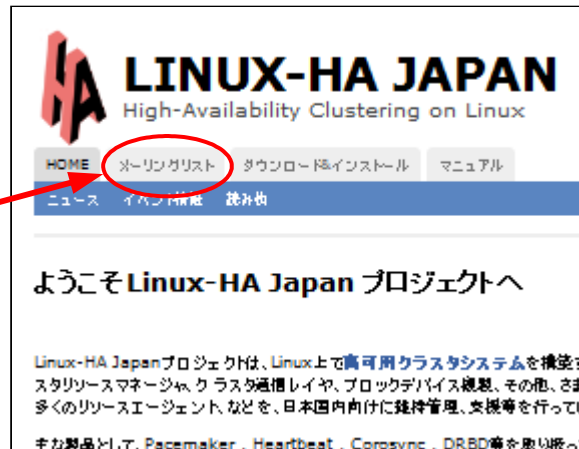 HA
LINUX-HA JAPAN
High-Availability Clustering on Linux
HOME メーリングリスト ダウンロード&インストール マニュアル
ニュース イベント情報 読み物
ようこそLinux-HA Japan プロジェクトへ
Linux-HA Japanプロジェクトは、Linux上で高可用クラスタシステムを構築す
スタリソースマネージャ、クラスタ通信レイヤ、ブロックデバイス複製、その他、さま
多くのリソースエージェント、などを、日本国内向けに維持管理、支援等を行ってい
主な製品として、Pacemaker , Heartbeat , Corosync , DRBD等を取り扱っ